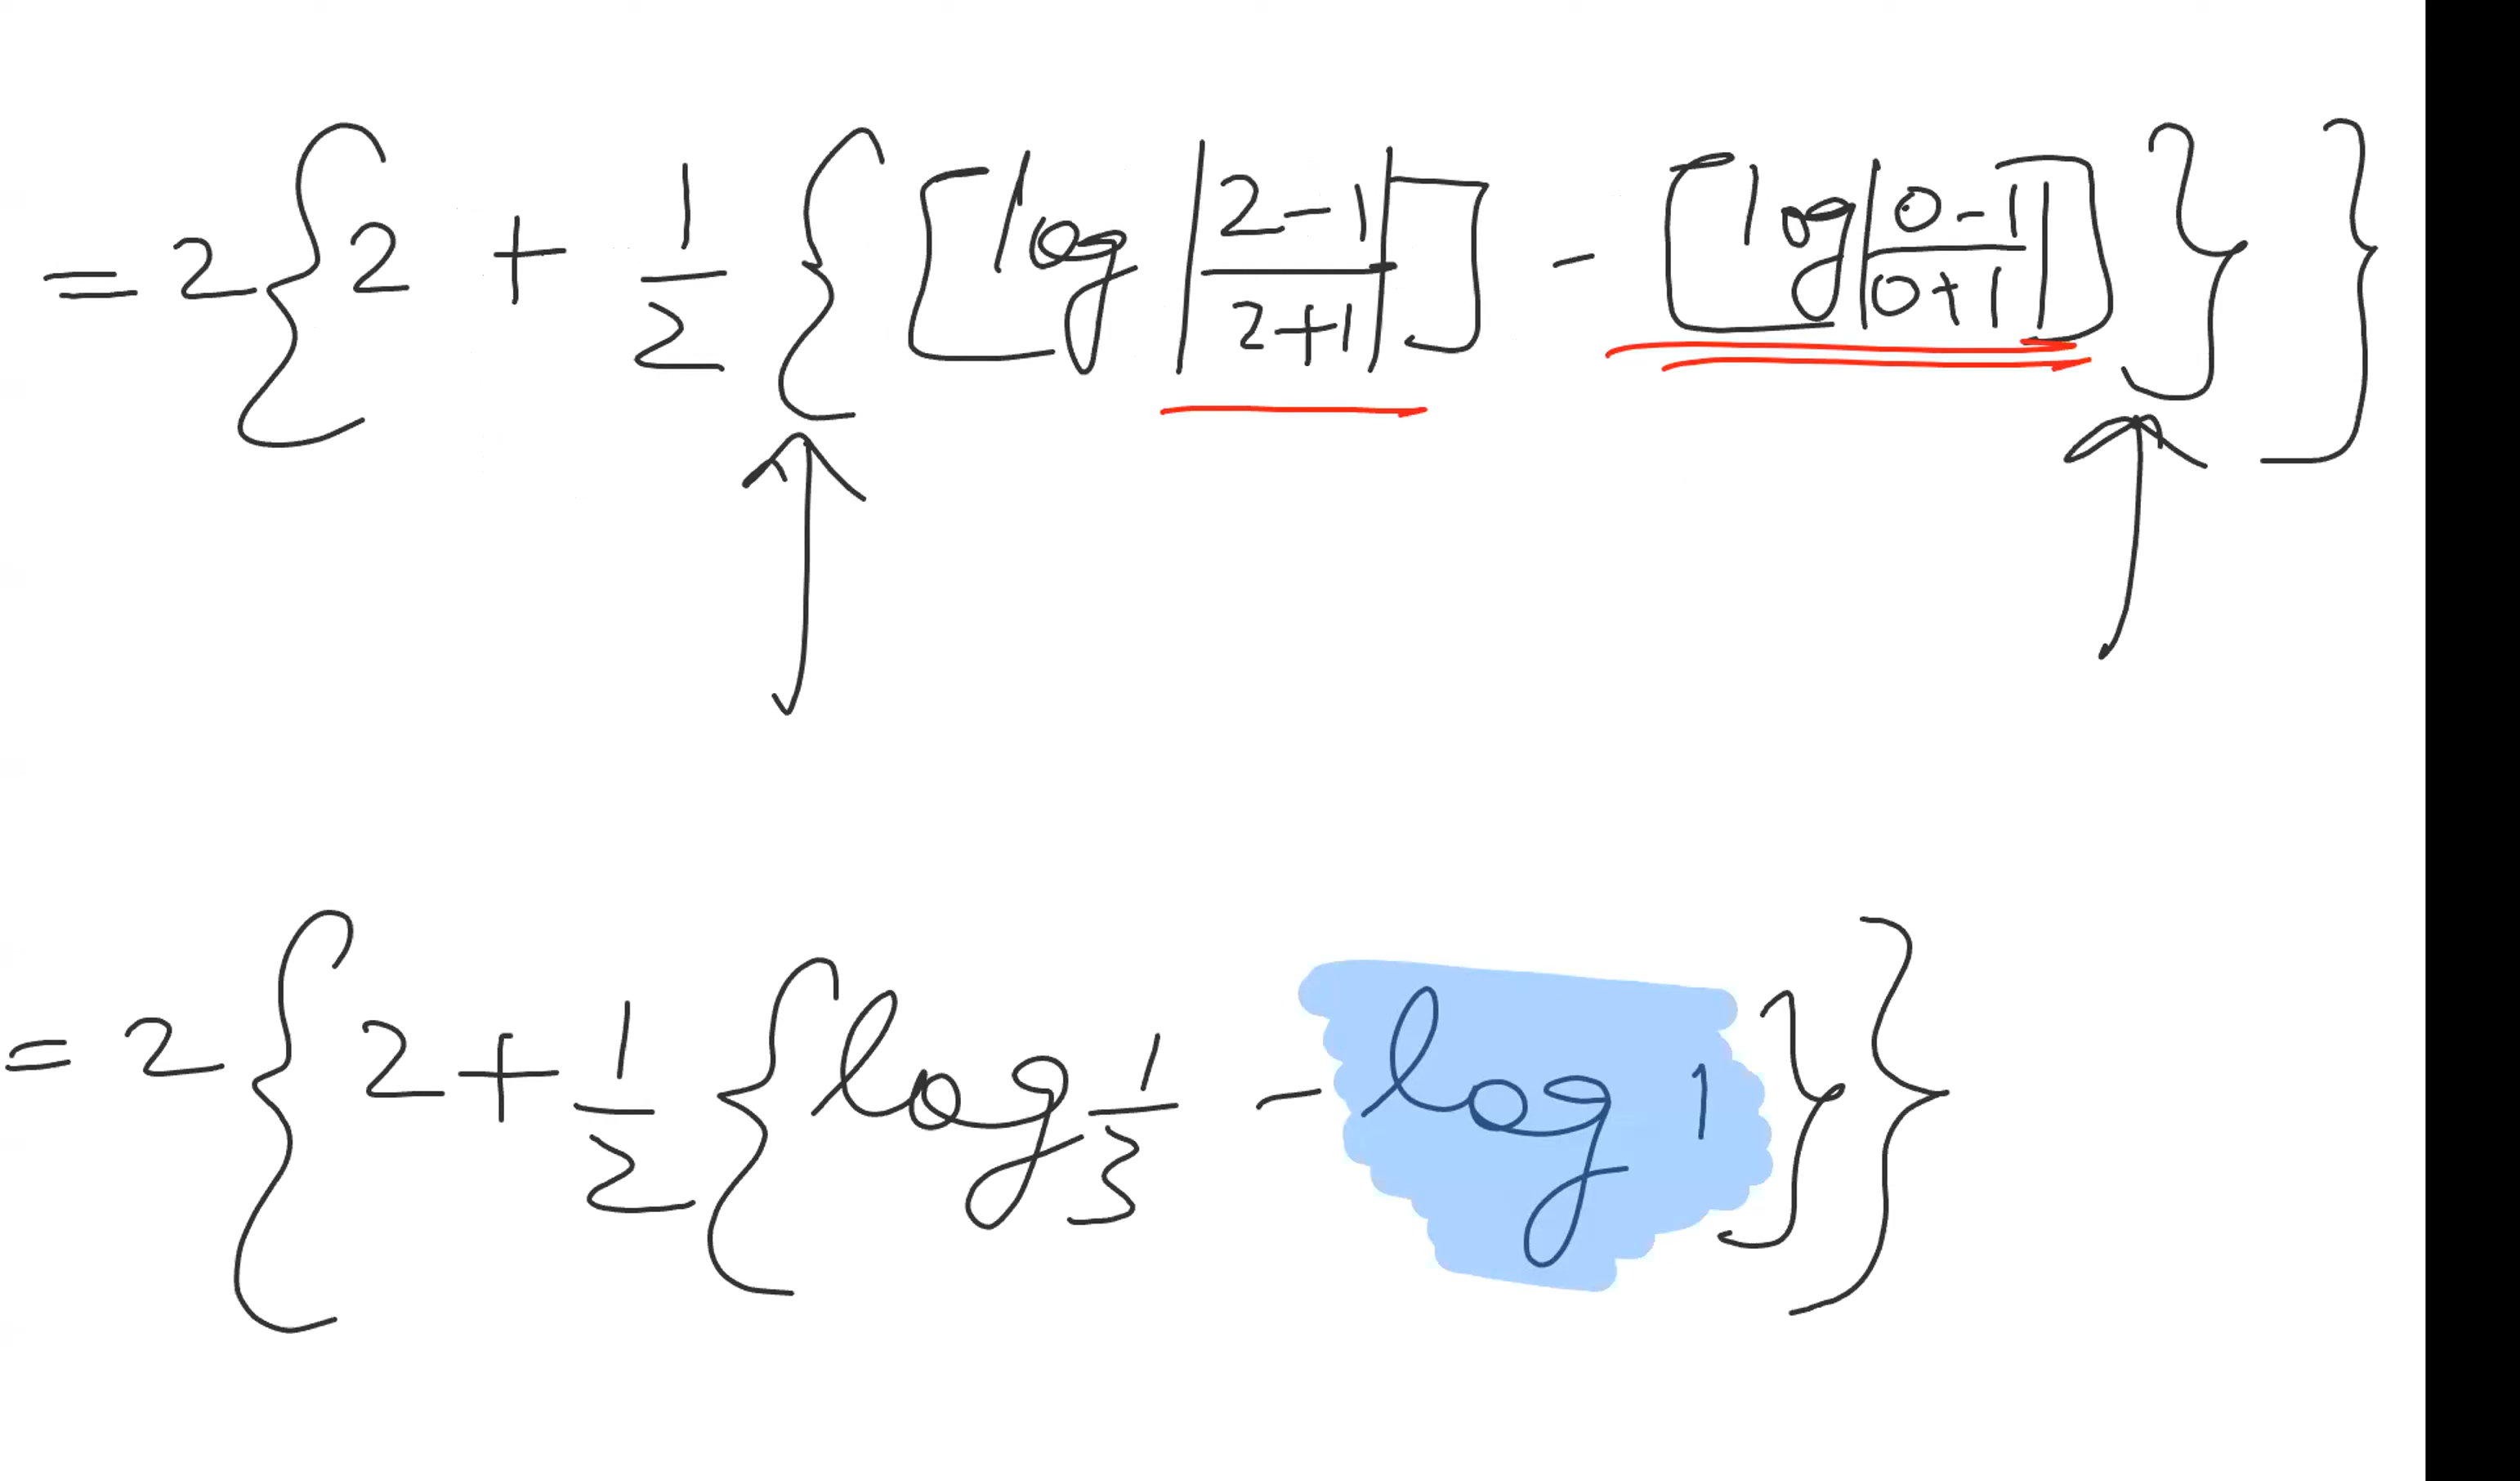 = 2 { 2 + 1/2 { [ log | (2-1)/(2+1) | ] - [ log | (0-1)/(0+1) | ] } }
= 2 { 2 + 1/2 { log 1/3 - log 1 } }